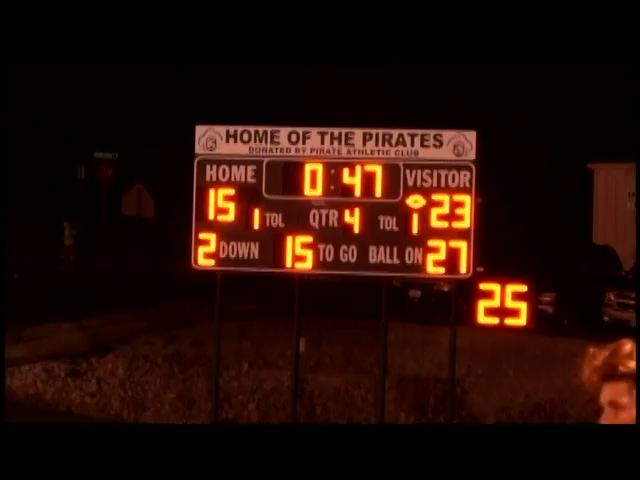 HOME OF THE PIRATES
DONATED BY PIRATE ATHLETIC CLUB
HOME 0:47 VISITOR
15 1 TOL QTR 4 TOL 1 23
2 DOWN 15 TO GO BALL ON 27
25